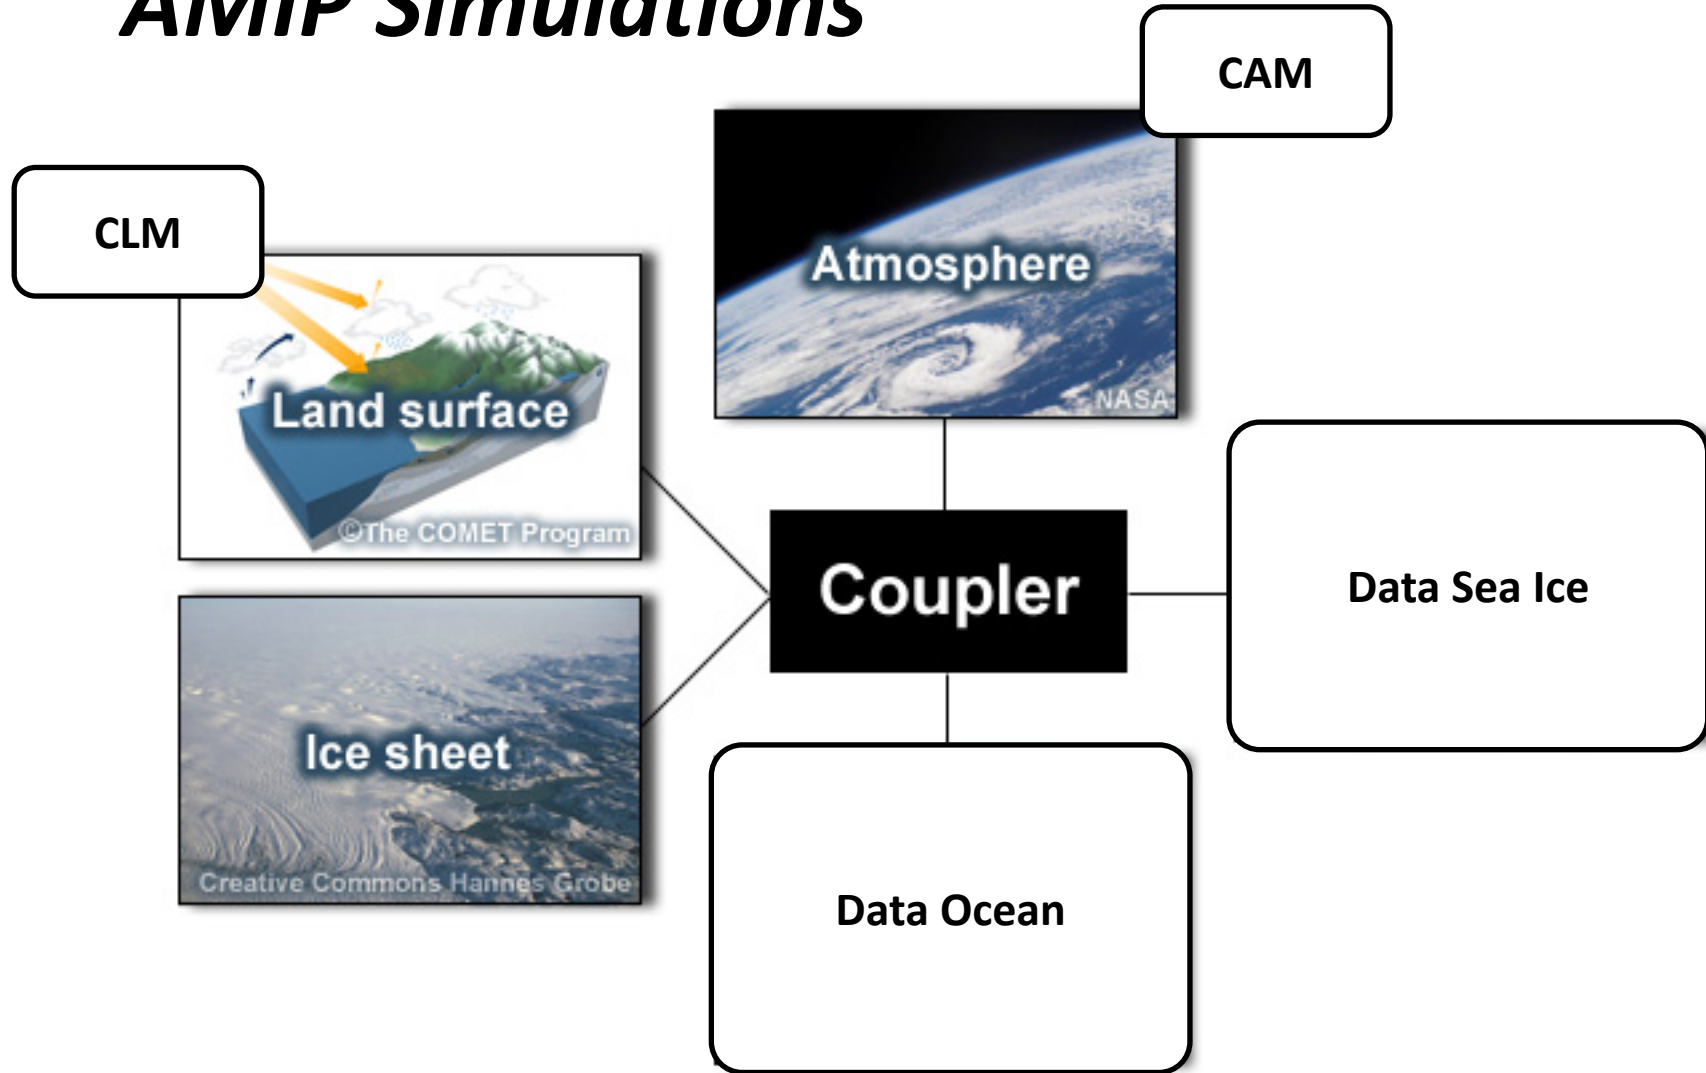 AMIP Simulations
CAM
CLM
Atmosphere
NASA
Land surface
©The COMET Program
Coupler
Data Sea Ice
Ice sheet
Creative Commons Hannes Grobe
Data Ocean